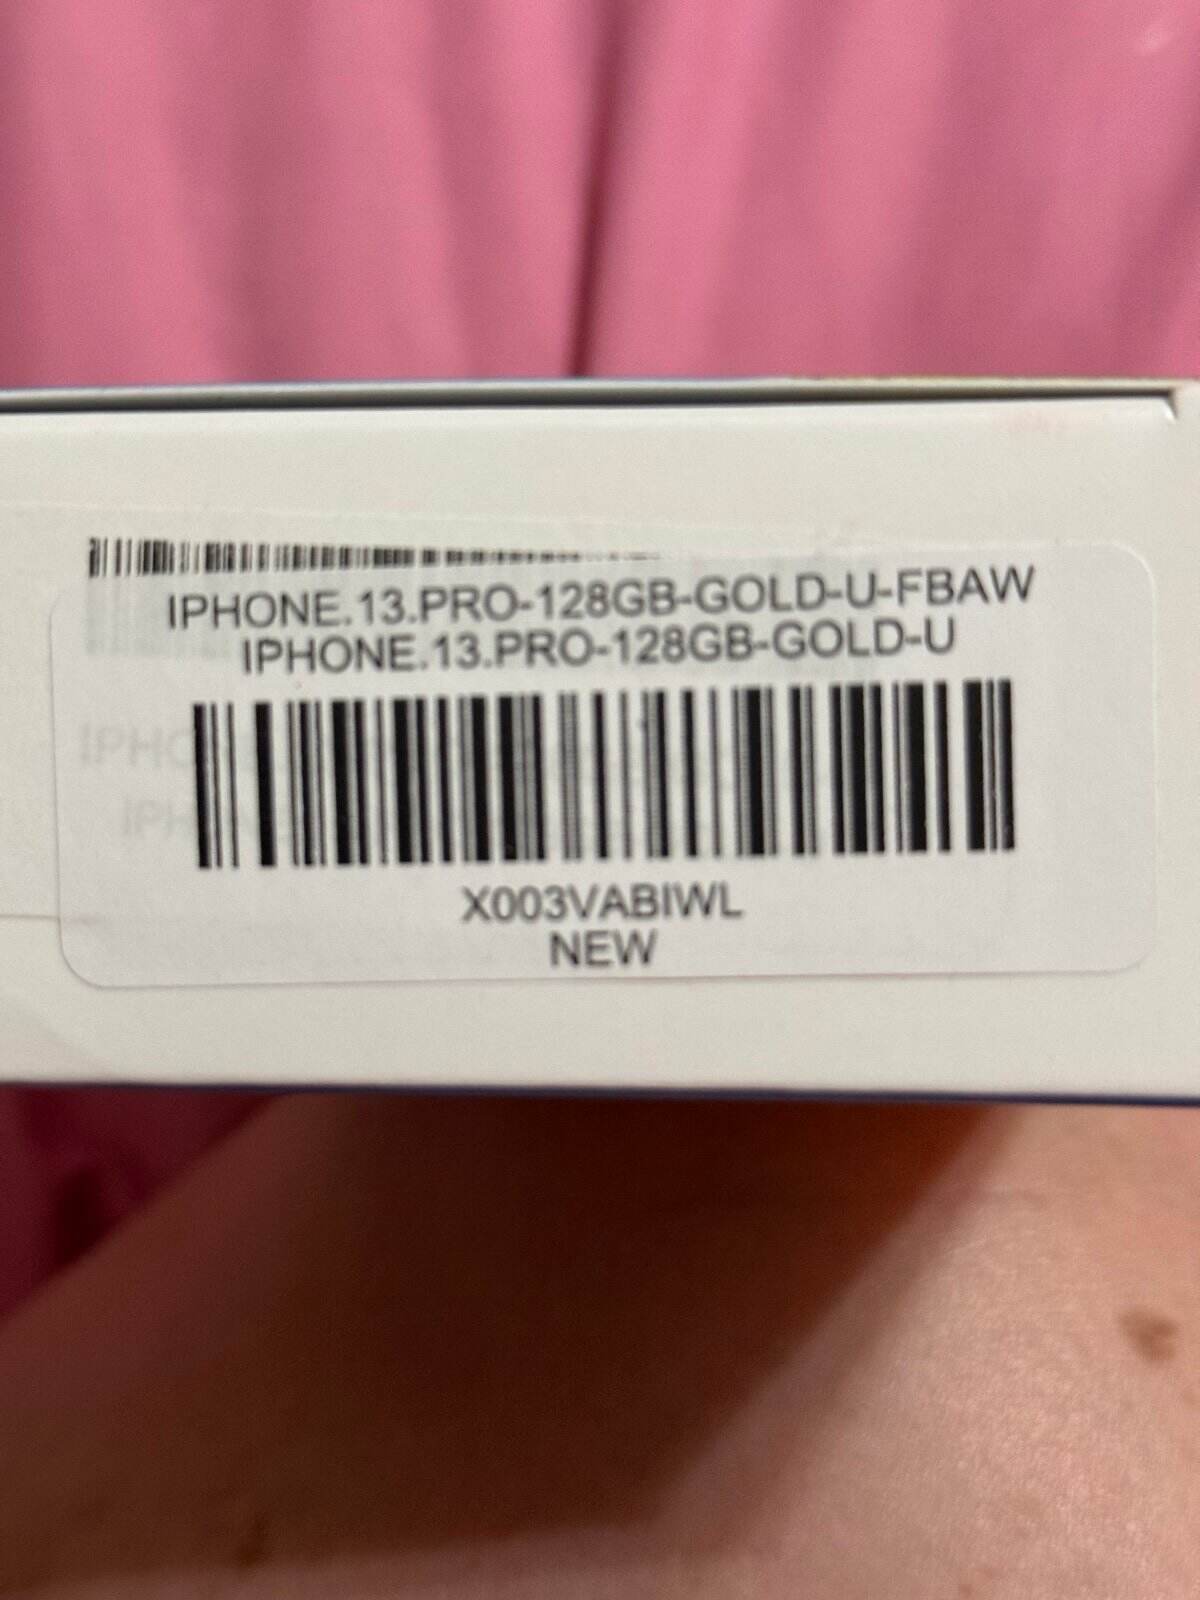 IPHONE.13.PRO-128GB-GOLD-U-FBAW
IPHONE.13.PRO-128GB-GOLD-U
X003VABIWL
NEW